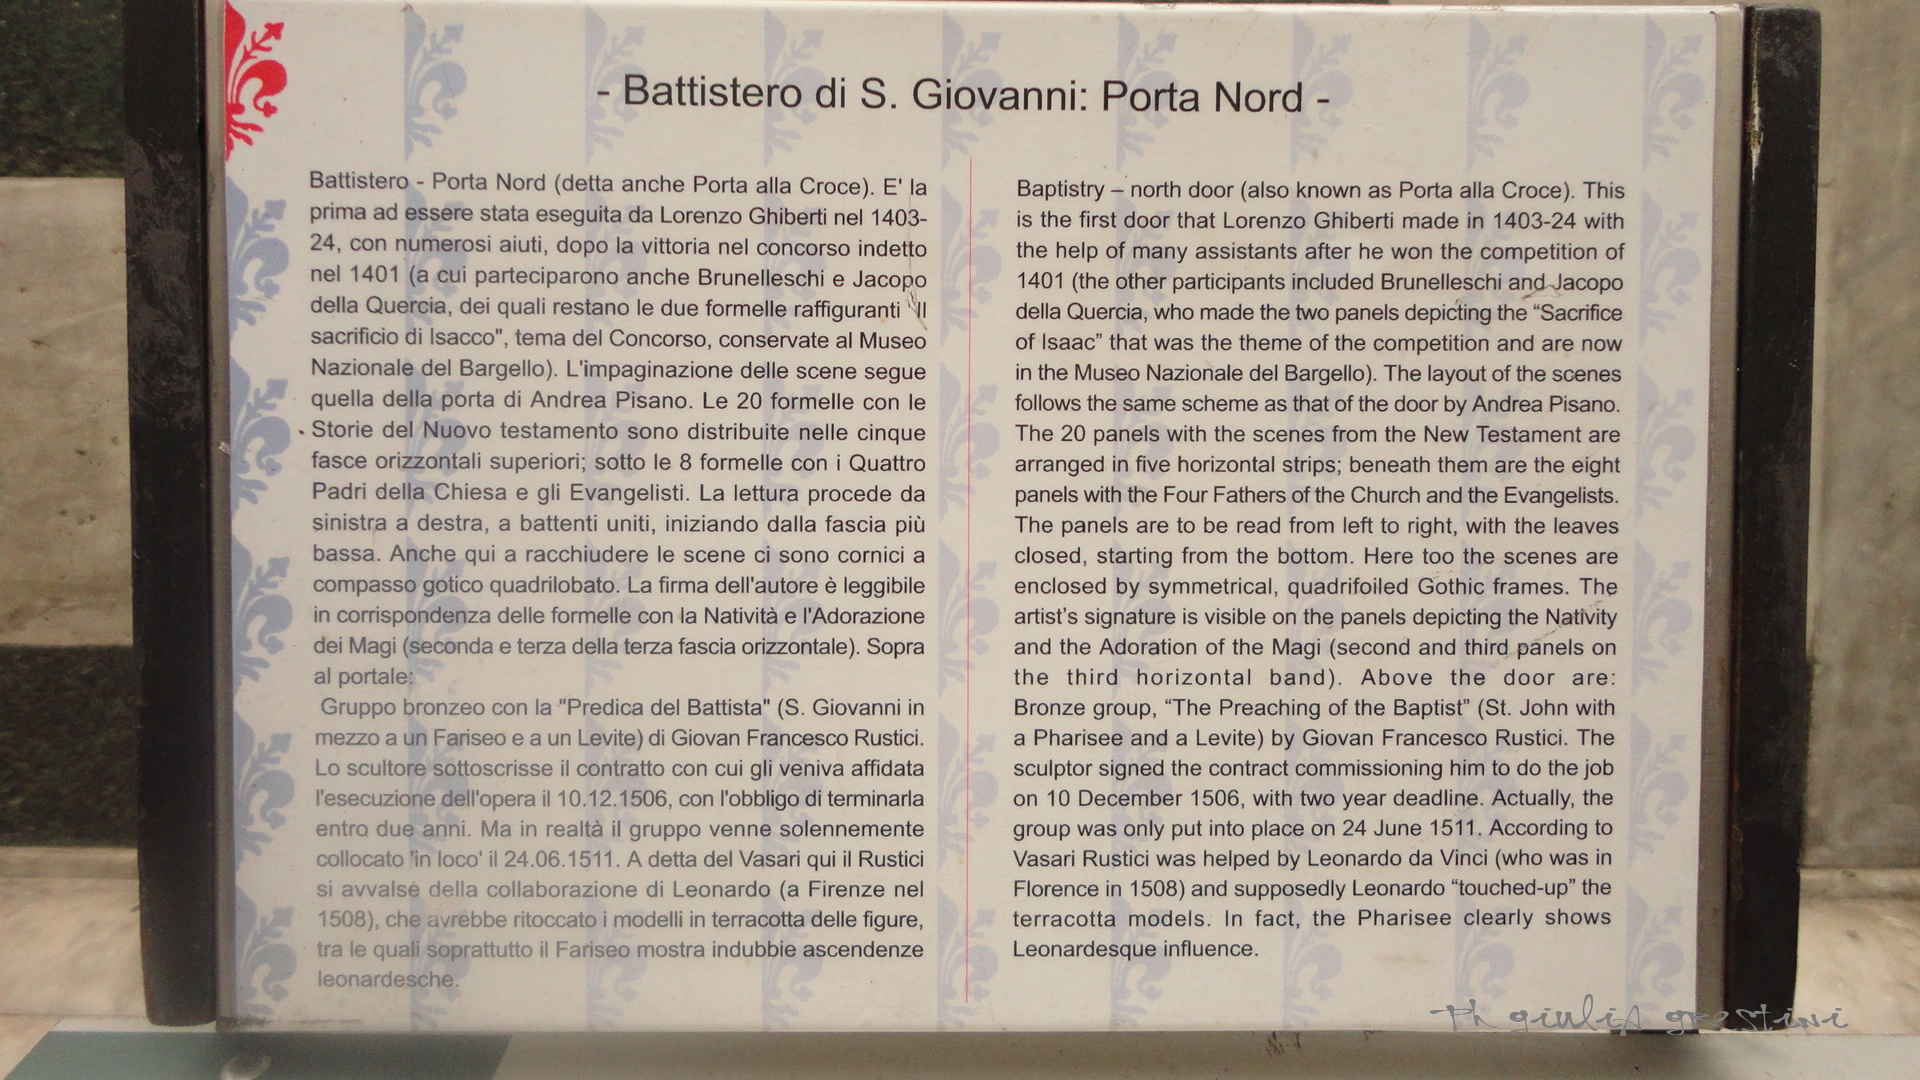 - Battistero di S. Giovanni: Porta Nord -
Battistero - Porta Nord (detta anche Porta alla Croce). E' la
prima ad essere stata eseguita da Lorenzo Ghiberti nel 1403-
24, con numerosi aiuti, dopo la vittoria nel concorso indetto
nel 1401 (a cui parteciparono anche Brunelleschi e Jacopo
della Quercia, dei quali restano le due formelle raffiguranti "Il
sacrificio di Isacco", tema del Concorso, conservate al Museo
Nazionale del Bargello). L'impaginazione delle scene segue
quella della porta di Andrea Pisano. Le 20 formelle con le
Storie del Nuovo testamento sono distribuite nelle cinque
fasce orizzontali superiori; sotto le 8 formelle con i Quattro
Padri della Chiesa e gli Evangelisti. La lettura procede da
sinistra a destra, a battenti uniti, iniziando dalla fascia più
bassa. Anche qui a racchiudere le scene ci sono cornici a
compasso gotico quadrilobato. La firma dell'autore è leggibile
in corrispondenza delle formelle con la Natività e l'Adorazione
dei Magi (seconda e terza della terza fascia orizzontale). Sopra
al portale:
Gruppo bronzeo con la "Predica del Battista" (S. Giovanni in
mezzo a un Fariseo e a un Levite) di Giovan Francesco Rustici.
Lo scultore sottoscrisse il contratto con cui gli veniva affidata
l'esecuzione dell'opera il 10.12.1506, con l'obbligo di terminarla
entro due anni. Ma in realtà il gruppo venne solennemente
collocato 'in loco' il 24.06.1511. A detta del Vasari qui il Rustici
si avvalse della collaborazione di Leonardo (a Firenze nel
1508), che avrebbe ritoccato i modelli in terracotta delle figure,
tra le quali soprattutto il Fariseo mostra indubbie ascendenze
leonardesche.
Baptistry – north door (also known as Porta alla Croce). This
is the first door that Lorenzo Ghiberti made in 1403-24 with
the help of many assistants after he won the competition of
1401 (the other participants included Brunelleschi and Jacopo
della Quercia, who made the two panels depicting the “Sacrifice
of Isaac” that was the theme of the competition and are now
in the Museo Nazionale del Bargello). The layout of the scenes
follows the same scheme as that of the door by Andrea Pisano.
The 20 panels with the scenes from the New Testament are
arranged in five horizontal strips; beneath them are the eight
panels with the Four Fathers of the Church and the Evangelists.
The panels are to be read from left to right, with the leaves
closed, starting from the bottom. Here too the scenes are
enclosed by symmetrical, quadrifoiled Gothic frames. The
artist’s signature is visible on the panels depicting the Nativity
and the Adoration of the Magi (second and third panels on
the third horizontal band). Above the door are:
Bronze group, “The Preaching of the Baptist” (St. John with
a Pharisee and a Levite) by Giovan Francesco Rustici. The
sculptor signed the contract commissioning him to do the job
on 10 December 1506, with two year deadline. Actually, the
group was only put into place on 24 June 1511. According to
Vasari Rustici was helped by Leonardo da Vinci (who was in
Florence in 1508) and supposedly Leonardo “touched-up” the
terracotta models. In fact, the Pharisee clearly shows
Leonardesque influence.
Ph giuliA grestini